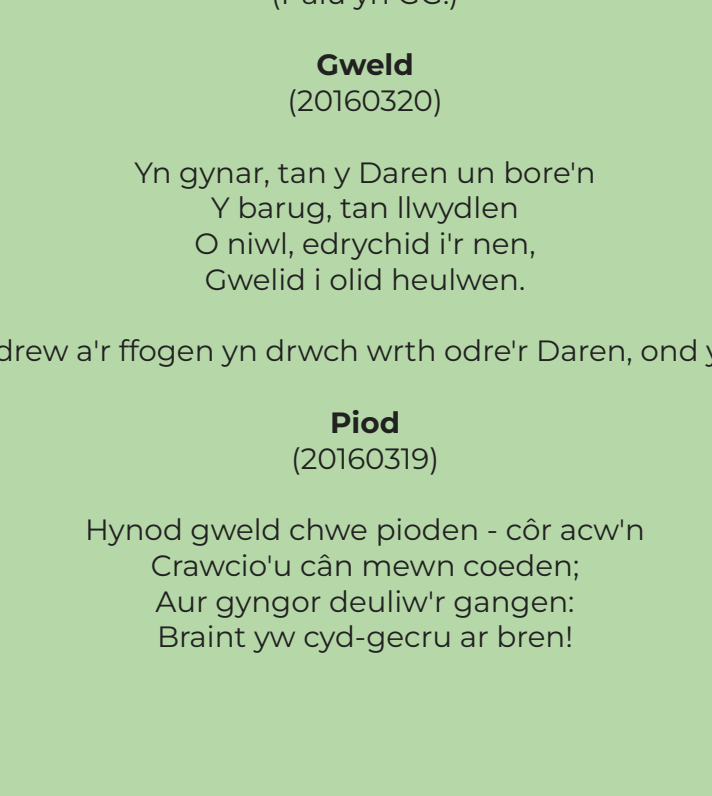 Gweld
(20160320)
Yn gynar, tan y Daren un bore'n
Y barug, tan llwydlen
O niwl, edrychid i'r nen,
Gwelid i olid heulwen.
a'r ffogen yn drwch wrth odre'r Daren, ond
Piod
(20160319)
Hynod gweld chwe pioden - côr acw'n
Crawcio'u cân mewn coeden;
Aur gyngor deuliw'r gangen:
Braint yw cyd-gecru ar bren!